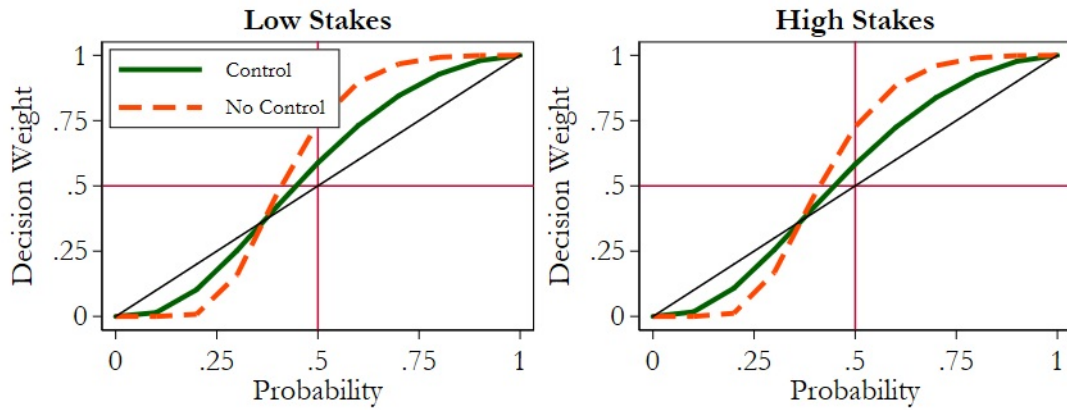 Low Stakes
Control
No Control
Decision Weight
1
.75
.5
.25
0
0 .25 .5 .75 1
Probability
High Stakes
Decision Weight
1
.75
.5
.25
0
0 .25 .5 .75 1
Probability